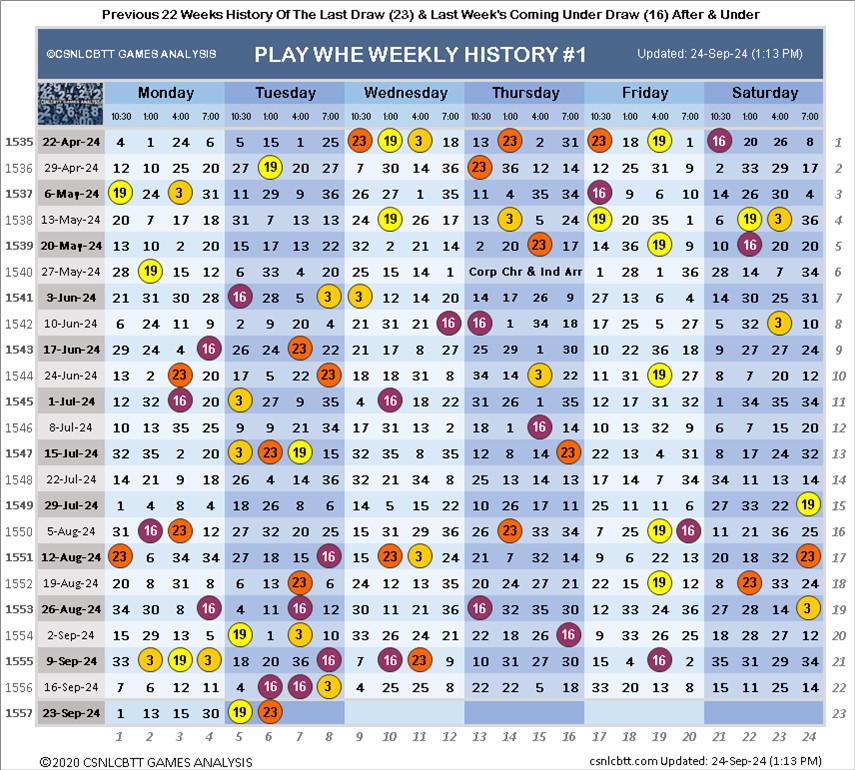 Previous 22 Weeks History Of The Last Draw (23) & Last Week's Coming Under Draw (16) After & Under
©CSNLCBTT GAMES ANALYSIS PLAY WHE WEEKLY HISTORY #1 Updated: 24-Sep-24 (1:13 PM)
Monday Tuesday Wednesday Thursday Friday Saturday
10:30 1:00 4:00 7:00 10:30 1:00 4:00 7:00 10:30 1:00 4:00 7:00 10:30 1:00 4:00 7:00 10:30 1:00 4:00 7:00 10:30 1:00 4:00 7:00
1535 22-Apr-24 4 1 24 6 5 15 1 25 23 19 3 18 13 23 2 31 23 18 19 1 16 20 26 8 1
1536 29-Apr-24 12 10 25 20 27 19 20 27 7 30 14 36 23 36 12 14 12 25 31 9 2 33 29 17 2
1537 6-May-24 19 24 3 31 11 29 9 36 26 27 1 35 11 4 35 34 16 9 6 10 14 26 30 4 3
1538 13-May-24 20 7 17 18 31 7 13 13 24 19 26 17 13 3 5 24 19 20 35 1 6 19 3 36 4
1539 20-May-24 13 10 2 20 15 17 13 22 32 2 21 14 2 20 23 17 14 36 19 9 10 16 20 20 5
1540 27-May-24 28 19 15 12 6 33 4 20 25 15 14 1 Corp Chr & Ind Arr 1 28 1 36 28 14 7 34 6
1541 3-Jun-24 21 31 30 28 16 28 5 3 3 12 14 20 14 17 26 9 27 13 6 4 14 30 25 31 7
1542 10-Jun-24 6 24 11 9 2 9 20 4 21 31 31 16 16 1 34 18 17 25 5 27 5 32 3 10 8
1543 17-Jun-24 29 24 4 16 26 24 23 27 21 17 8 27 25 29 1 30 10 22 36 18 9 27 27 24 9
1544 24-Jun-24 13 2 23 20 17 5 22 23 18 18 31 8 34 14 3 22 11 31 19 27 8 7 20 12 10
1545 1-Jul-24 12 32 16 20 3 27 9 35 4 16 18 22 31 26 1 35 12 17 31 32 1 34 35 34 11
1546 8-Jul-24 10 13 35 25 9 9 21 34 17 31 13 2 18 1 16 14 10 13 32 9 6 7 15 20 12
1547 15-Jul-24 32 35 2 20 3 23 19 15 32 35 8 35 12 8 14 23 13 22 4 31 8 17 24 32 13
1548 22-Jul-24 14 21 9 18 26 4 14 36 32 21 34 8 25 13 14 13 17 14 7 34 34 11 13 14 14
1549 29-Jul-24 1 4 8 4 18 26 8 6 14 5 15 22 10 26 17 11 25 11 11 6 27 33 22 19 15
1550 5-Aug-24 31 16 23 12 27 32 20 25 15 31 29 36 26 23 33 34 7 25 19 16 11 21 36 25 16
1551 12-Aug-24 23 6 34 34 27 18 15 16 15 23 3 24 21 7 32 14 9 6 22 13 20 18 32 23 17
1552 19-Aug-24 20 8 31 8 6 13 23 6 24 12 13 35 20 24 27 21 22 15 19 12 8 23 33 24 18
1553 26-Aug-24 34 30 8 16 4 11 16 12 30 11 21 36 16 32 35 30 12 33 24 36 27 28 14 3 19
1554 2-Sep-24 15 29 13 5 19 1 3 10 33 26 24 21 22 18 26 16 9 33 26 25 18 28 27 12 20
1555 9-Sep-24 33 3 19 3 18 20 36 16 7 16 23 9 10 31 17 30 15 4 16 2 35 31 29 34 21
1556 16-Sep-24 7 6 12 11 4 16 16 3 4 25 25 8 22 22 5 18 33 20 13 8 15 11 25 14 22
1557 23-Sep-24 1 13 15 30 19 23 23
1 2 3 4 5 6 7 8 9 10 11 12 13 14 15 16 17 18 19 20 21 22 23 24
©2020 CSNLCBTT GAMES ANALYSIS csnlcbtt.com Updated: 24-Sep-24 (1:13 PM)